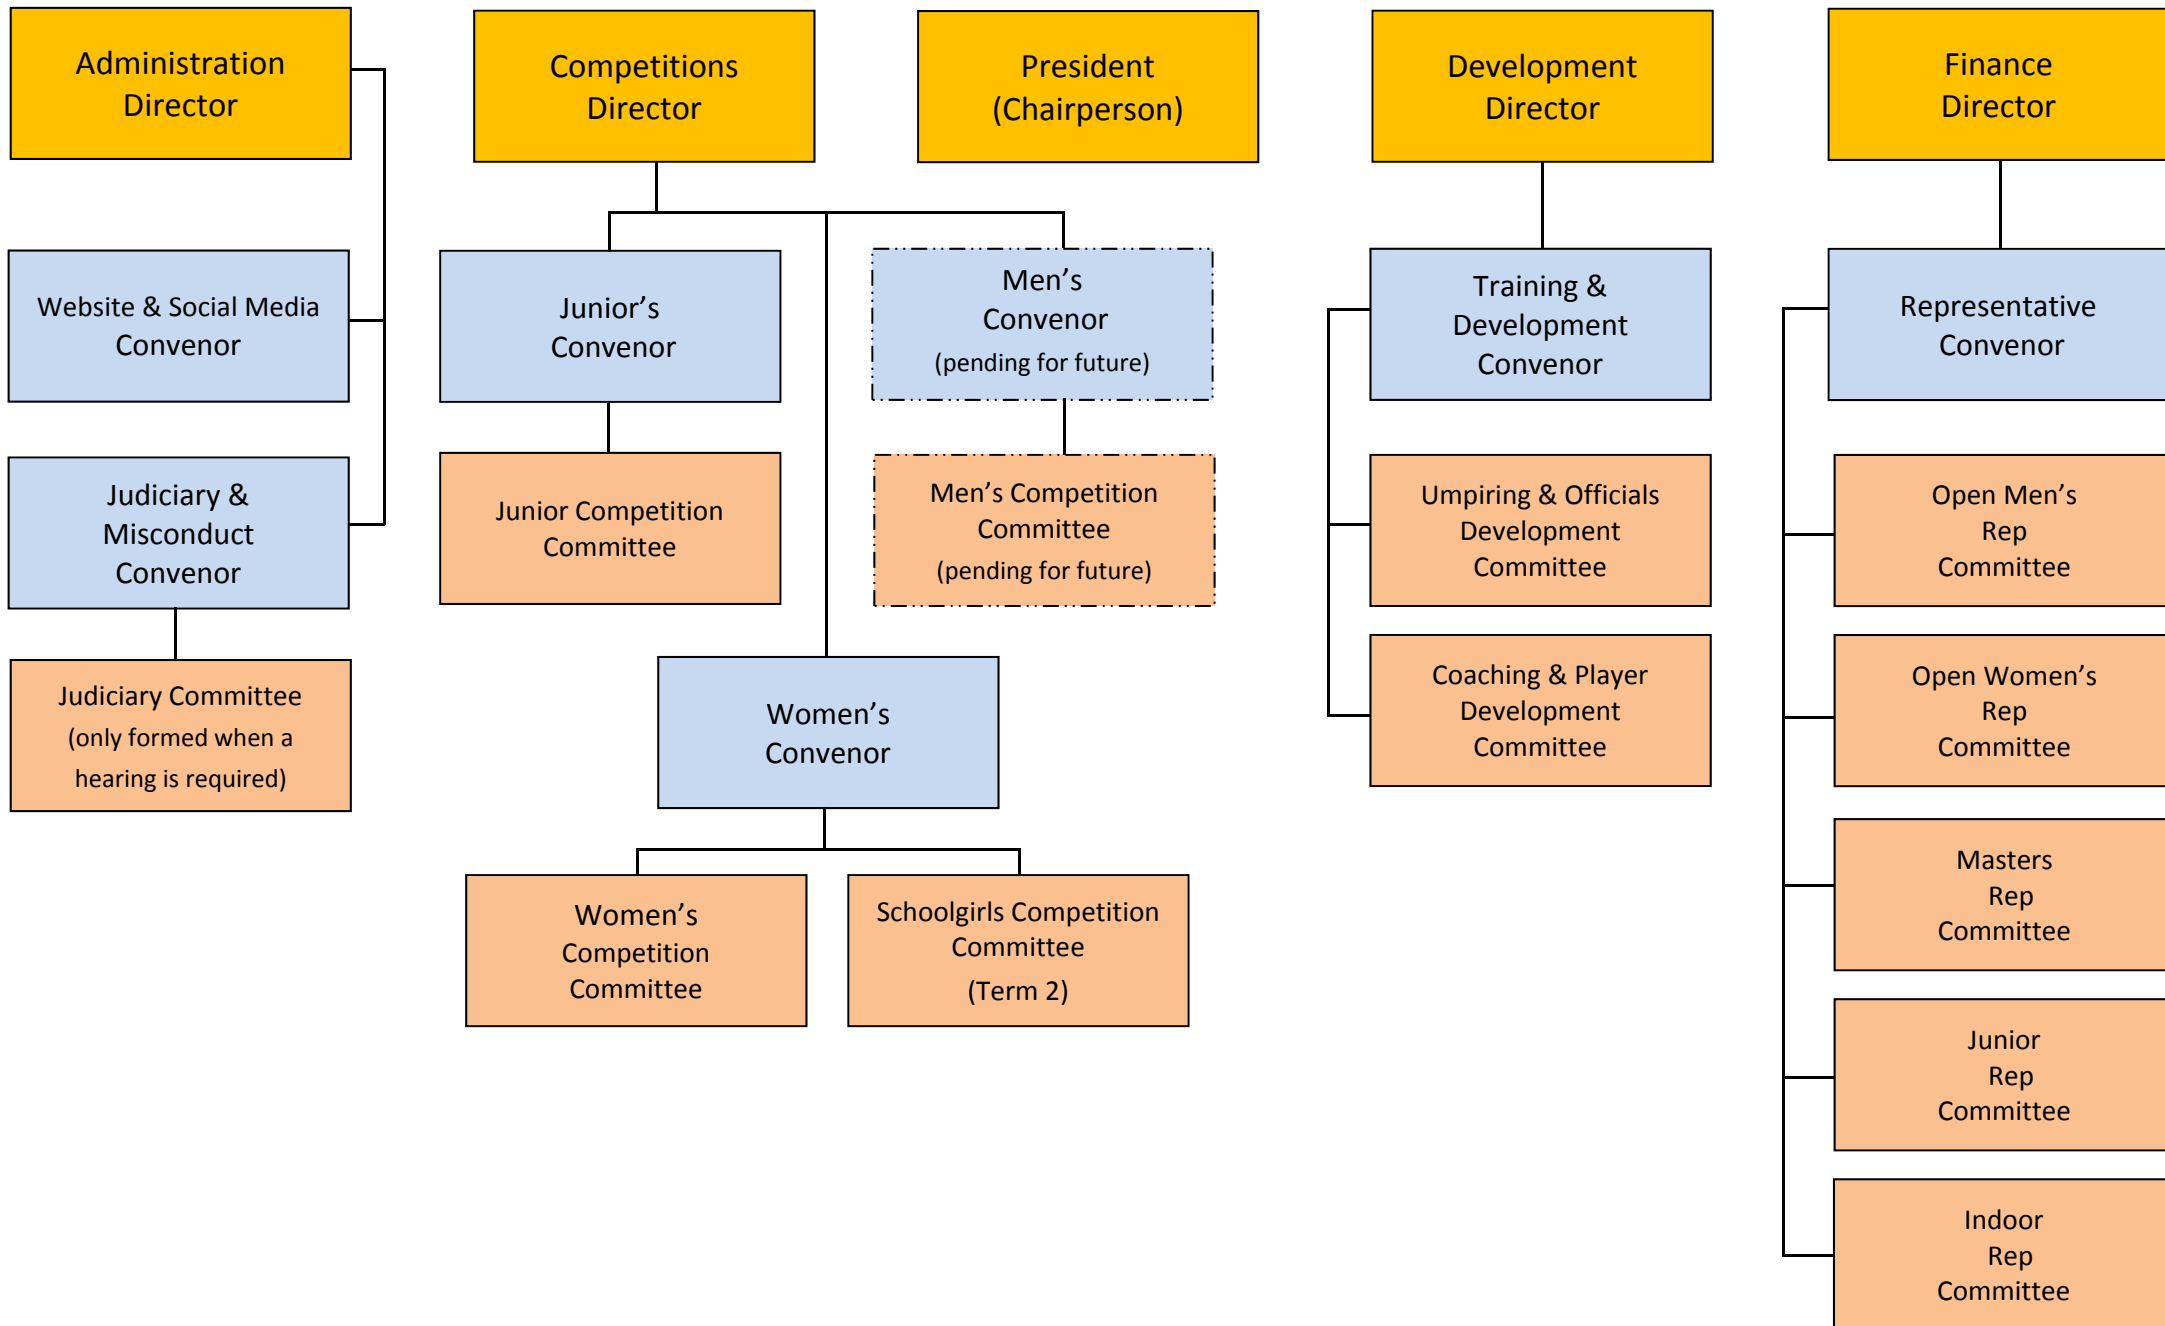 Administration
Director
Competitions
Director
President
(Chairperson)
Development
Director
Finance
Director
Website & Social Media
Convenor
Junior’s
Convenor
Men’s
Convenor
(pending for future)
Training &
Development
Convenor
Representative
Convenor
Judiciary &
Misconduct
Convenor
Junior Competition
Committee
Men’s Competition
Committee
(pending for future)
Umpiring & Officials
Development
Committee
Open Men’s
Rep
Committee
Judiciary Committee
(only formed when a
hearing is required)
Women’s
Convenor
Coaching & Player
Development
Committee
Open Women’s
Rep
Committee
Women’s
Competition
Committee
Schoolgirls Competition
Committee
(Term 2)
Masters
Rep
Committee
Junior
Rep
Committee
Indoor
Rep
Committee